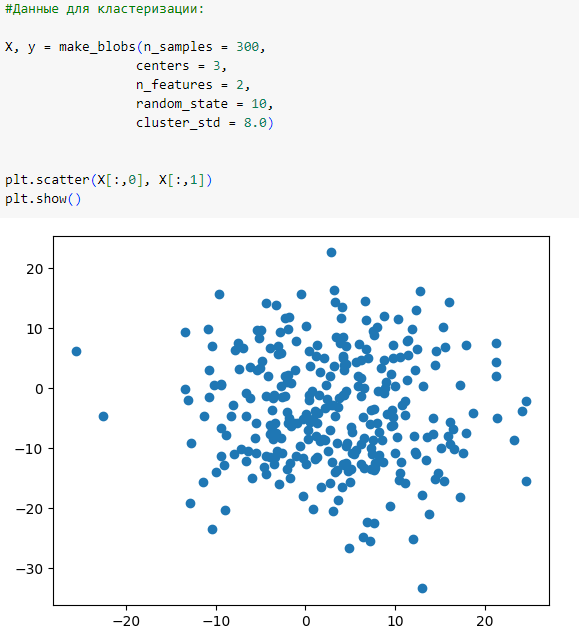 #Данные для кластеризации:
X, y = make_blobs(n_samples = 300,
centers = 3,
n_features = 2,
random_state = 10,
cluster_std = 8.0)
plt.scatter(X[:,0], X[:,1])
plt.show()
20
10
0
−10
−20
−30
−20
−10
0
10
20